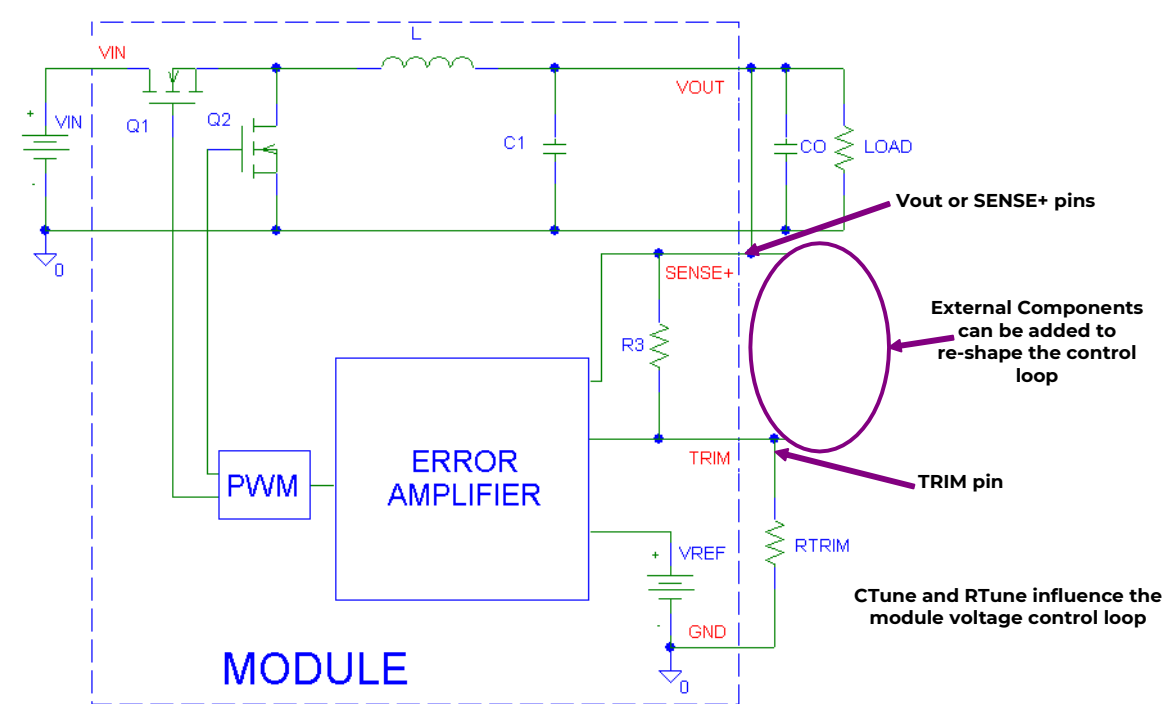 L
VIN
VOUT
+
VIN
Q1
Q2
C1
CO
LOAD
-
0
Vout or SENSE+ pins
SENSE+
External Components
can be added to
re-shape the control
loop
R3
TRIM
ERROR
AMPLIFIER
PWM
TRIM pin
+
VREF
RTRIM
-
CTune and RTune influence the
module voltage control loop
GND
MODULE
0